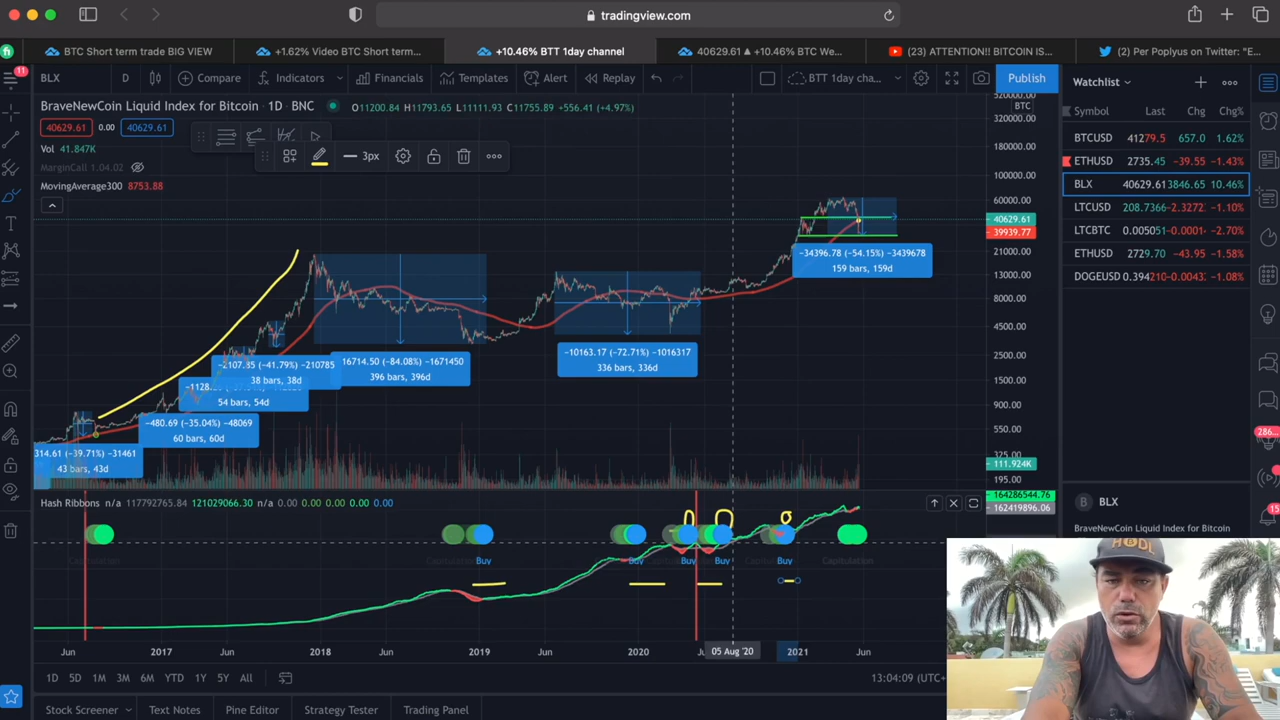 tradingview.com
BTC Short term trade BIG VIEW
+1.62% Video BTC Short term...
+10.46% BTT 1day channel
40629.61 ▲ +10.46% BTC We...
(23) ATTENTION!! BITCOIN IS...
(2) Per Poplyus on Twitter: "E...
11
BLX
D
Compare
Indicators
Financials
Templates
Alert
Replay
BTT 1day cha...
Publish
Watchlist
BraveNewCoin Liquid Index for Bitcoin · 1D · BNC
O11200.84 H11793.65 L11111.93 C11755.89 +556.41 (+4.97%)
40629.61 0.00 40629.61
3px
Vol 41.847K
MarginCall 1.04.02
MovingAverage300 8753.88
Symbol Last Chg Chg%
BTCUSD 41279.5 657.0 1.62%
ETHUSD 2735.45 -39.55 -1.43%
BLX 40629.61 3846.65 10.46%
LTCUSD 208.7366 -2.3272 -1.10%
LTCBTC 0.005051 -0.0001 -2.70%
ETHUSD 2729.70 -43.95 -1.58%
DOGEUSD 0.394210 -0.0043 -1.08%
520000.00
BTC
320000.00
180000.00
100000.00
60000.00
40629.61
39939.77
21000.00
13000.00
8000.00
4500.00
2500.00
1500.00
900.00
550.00
325.00
111.924K
195.00
−34396.78 (−54.15%) −3439678
159 bars, 159d
−10163.17 (−72.71%) −1016317
336 bars, 336d
16714.50 (−84.08%) −1671450
396 bars, 396d
−2107.85 (−41.79%) −210785
38 bars, 38d
54 bars, 54d
−480.69 (−35.04%) −48069
60 bars, 60d
314.61 (−39.71%) −31461
43 bars, 43d
286...
Hash Ribbons n/a 117792765.84 121029066.30 n/a 0.00 0.00 0.00 0.00 0.00
164286544.76
162419896.06
Capitulation
Buy
Buy
Buy
Buy
Buy
Capitulation
BLX
BraveNewCoin Liquid Index for Bitcoin
15
HODL
Jun 2017 Jun 2018 Jun 2019 Jun 2020 05 Aug '20 2021 Jun
1D 5D 1M 3M 6M YTD 1Y 5Y All
13:04:09 (UTC+
Stock Screener
Text Notes
Pine Editor
Strategy Tester
Trading Panel